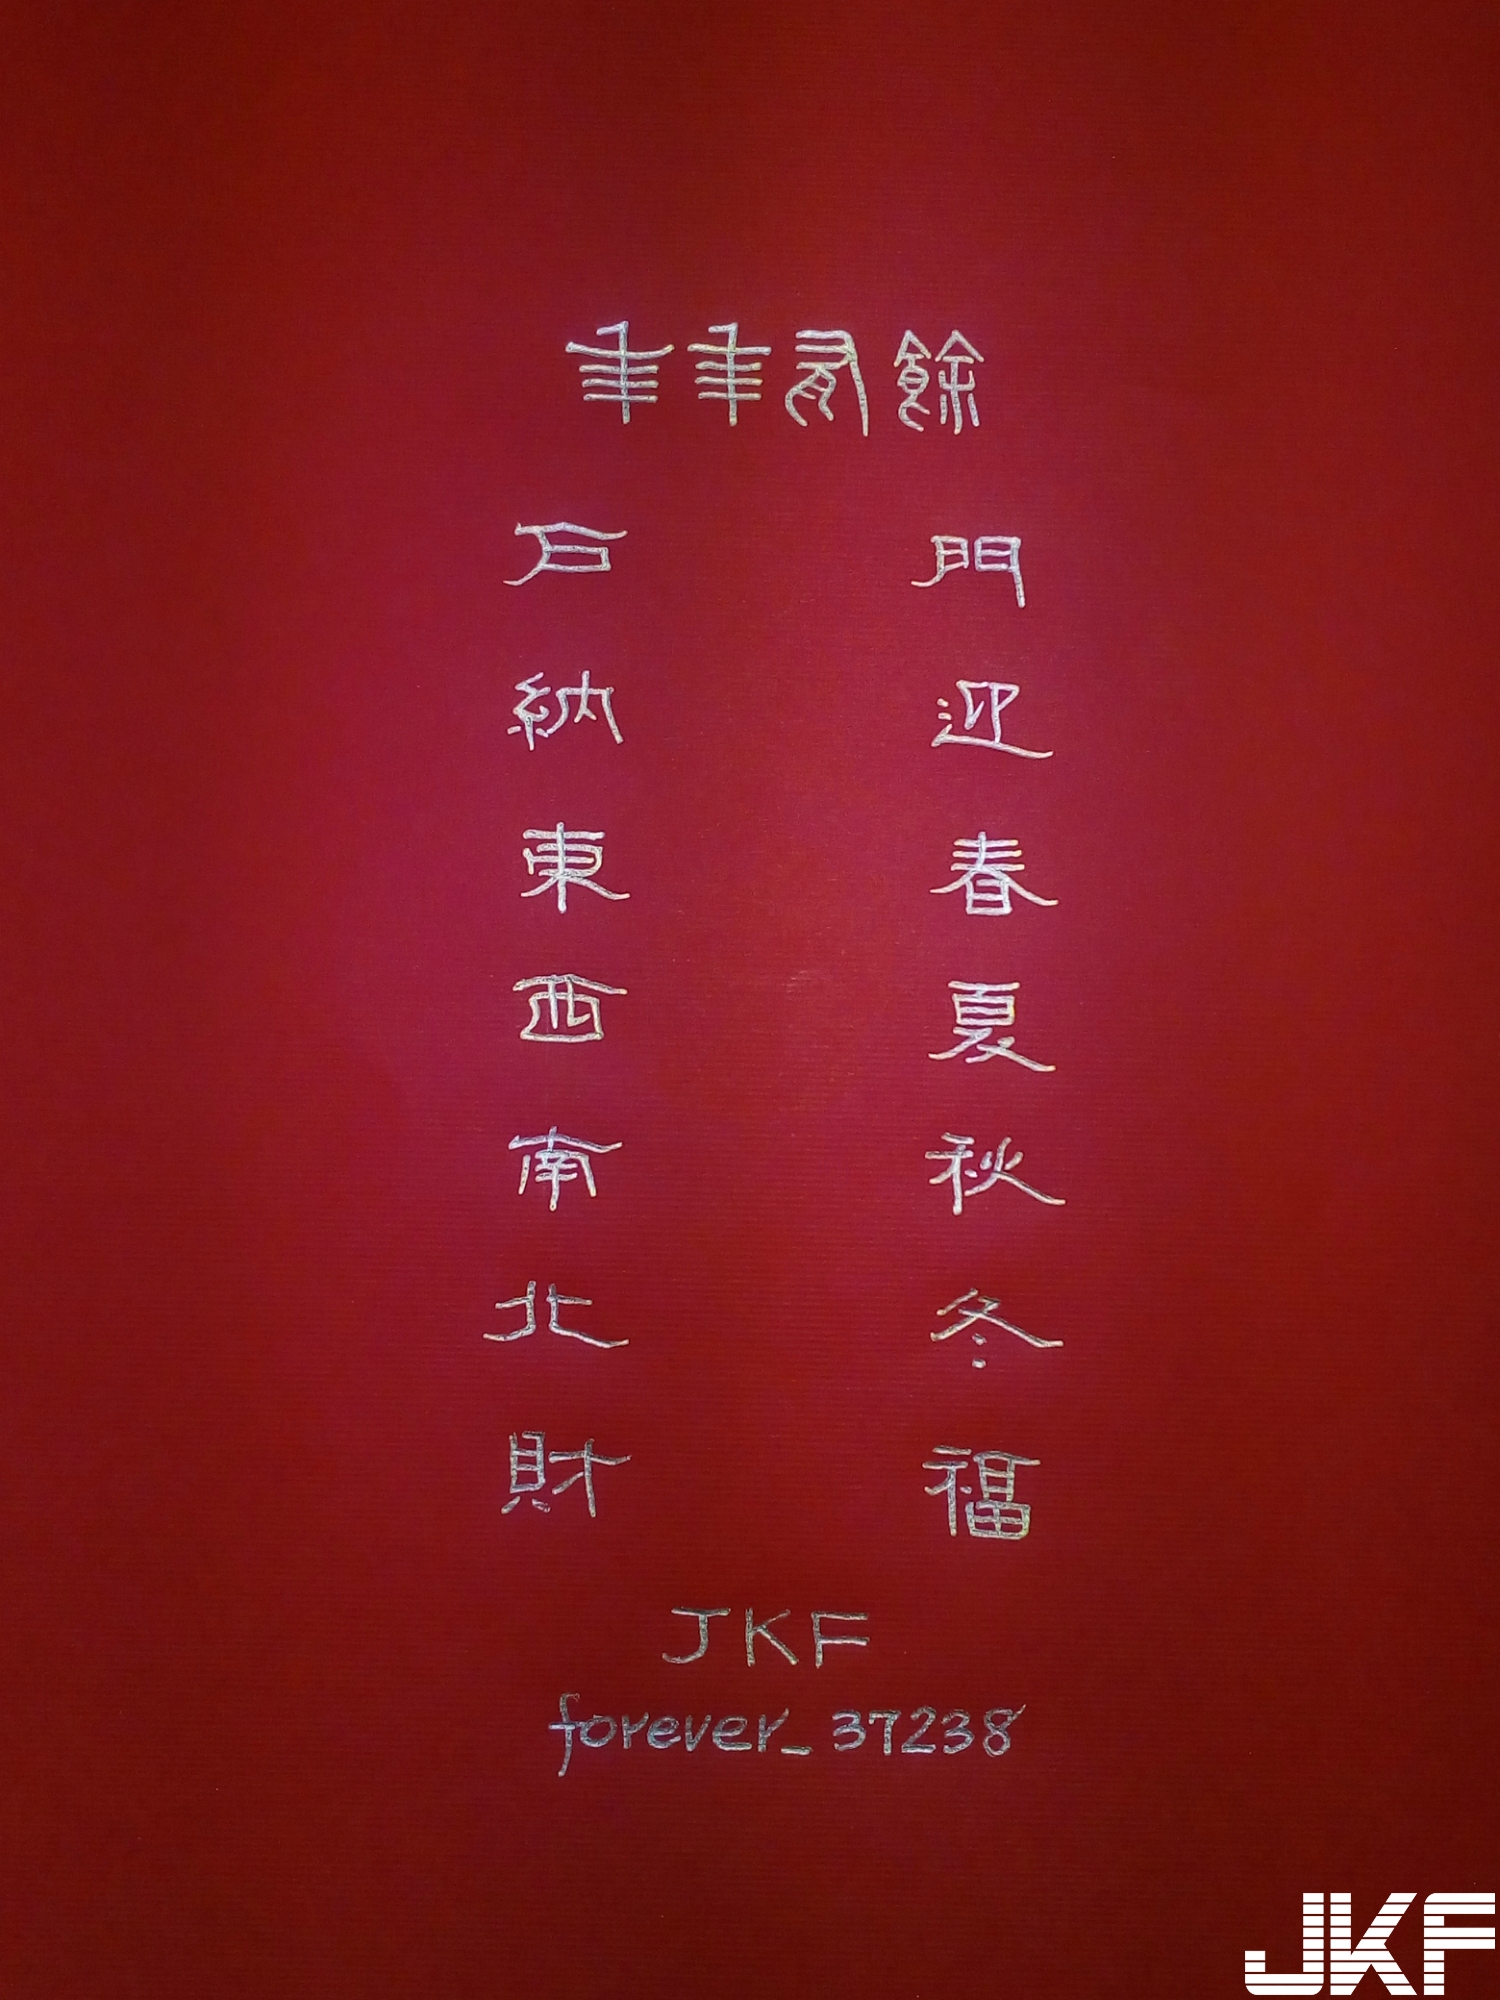 年年有餘
門迎春夏秋冬福
戶納東西南北財
JKF
forever_37238
JKF